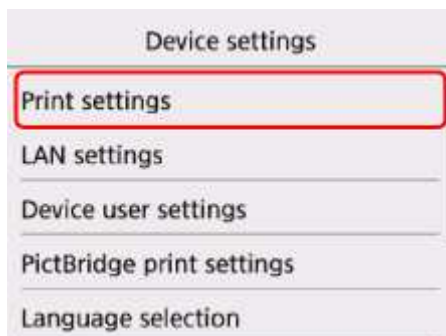 Device settings
Print settings
LAN settings
Device user settings
PictBridge print settings
Language selection